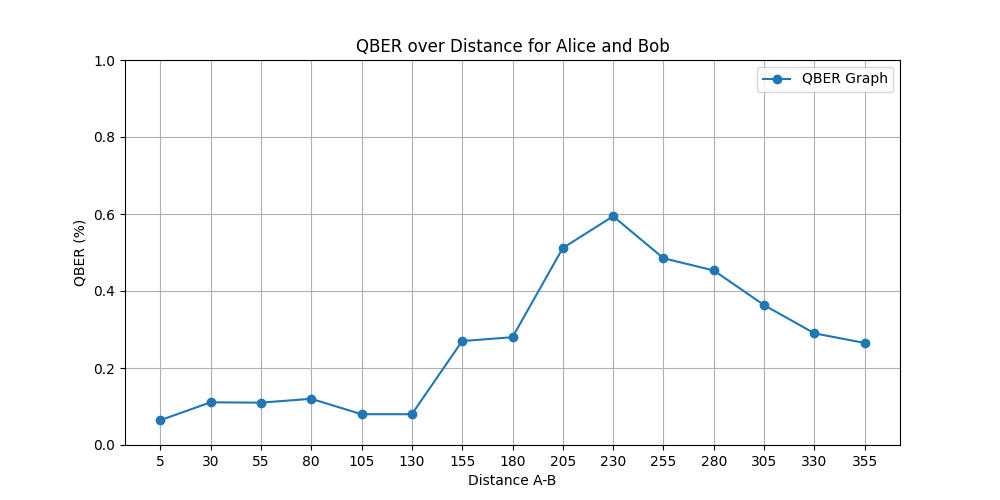 QBER over Distance for Alice and Bob
QBER Graph
QBER (%)
1.0
0.8
0.6
0.4
0.2
0.0
5 30 55 80 105 130 155 180 205 230 255 280 305 330 355
Distance A-B